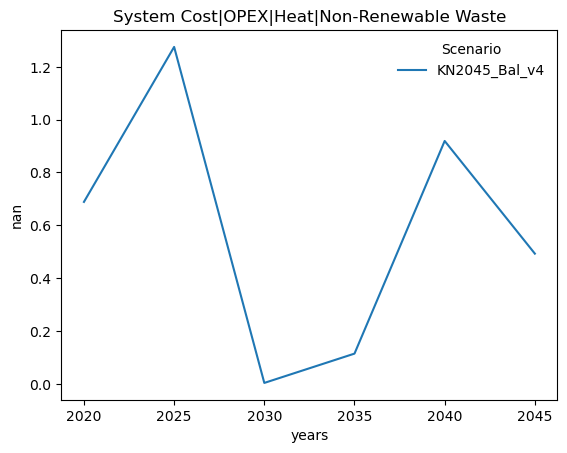 System Cost|OPEX|Heat|Non-Renewable Waste
Scenario
KN2045_Bal_v4
nan
1.2
1.0
0.8
0.6
0.4
0.2
0.0
2020 2025 2030 2035 2040 2045
years